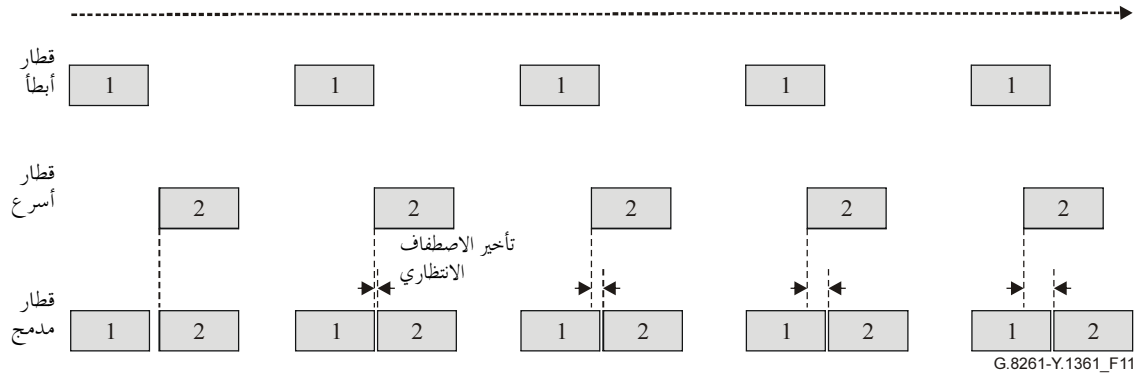 قطار
أبطأ
1 1 1 1 1
قطار
أسرع
2 2 2 2 2
تأخير الاصطفاف
الانتظاري
قطار
مدمج
1 2 1 2 1 2 1 2 1 2
G.8261-Y.1361_F11